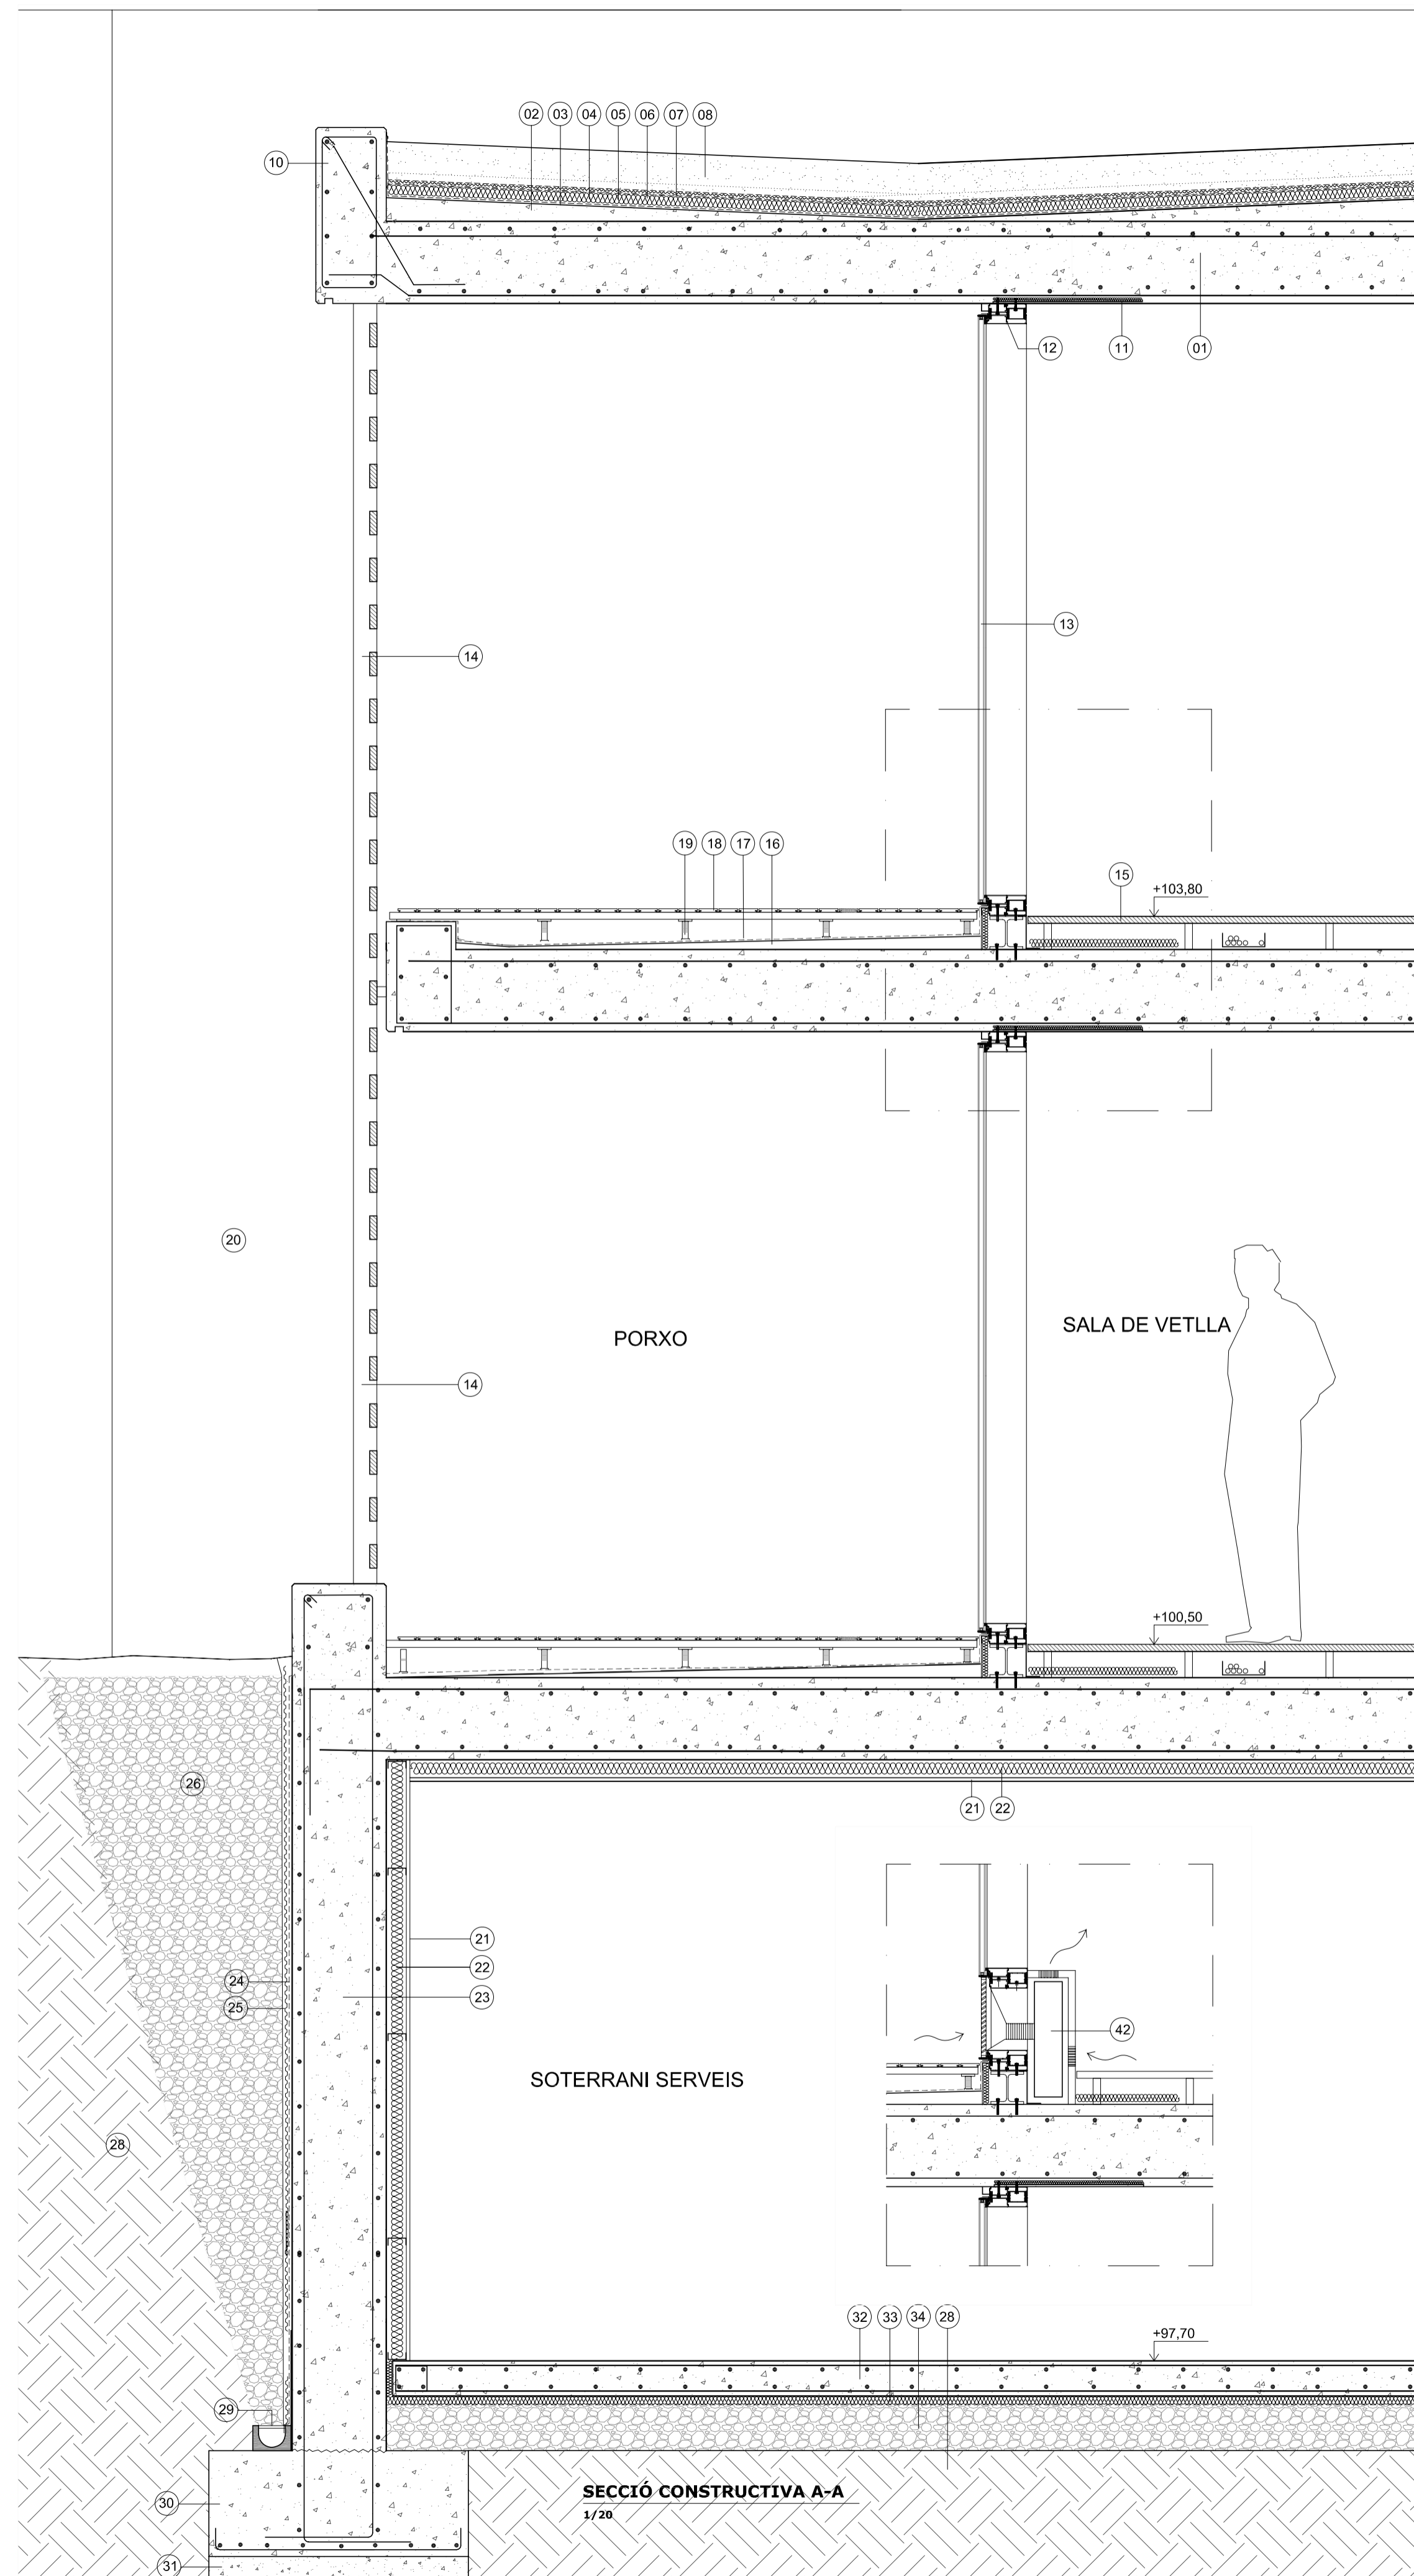 02 03 04 05 06 07 08
10
12 11 01
13
14
19 18 17 16
15
+103,80
20
SALA DE VETLLA
PORXO
14
+100,50
26
21 22
21
22
24
23
25
42
SOTERRANI SERVEIS
28
32 33 34 28
+97,70
29
SECCIÓ CONSTRUCTIVA A-A
30
1/20
31